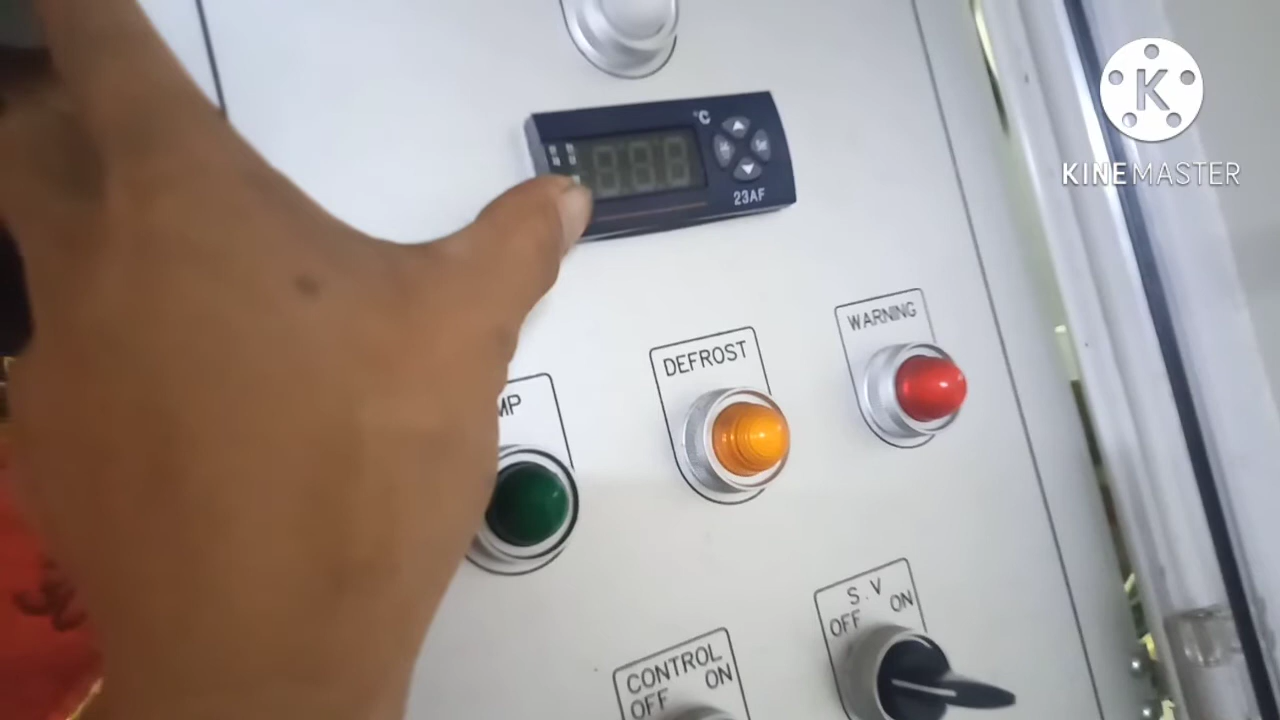 °C
23AF
K
KINEMASTER
WARNING
DEFROST
MP
S.V
OFF ON
CONTROL
OFF ON